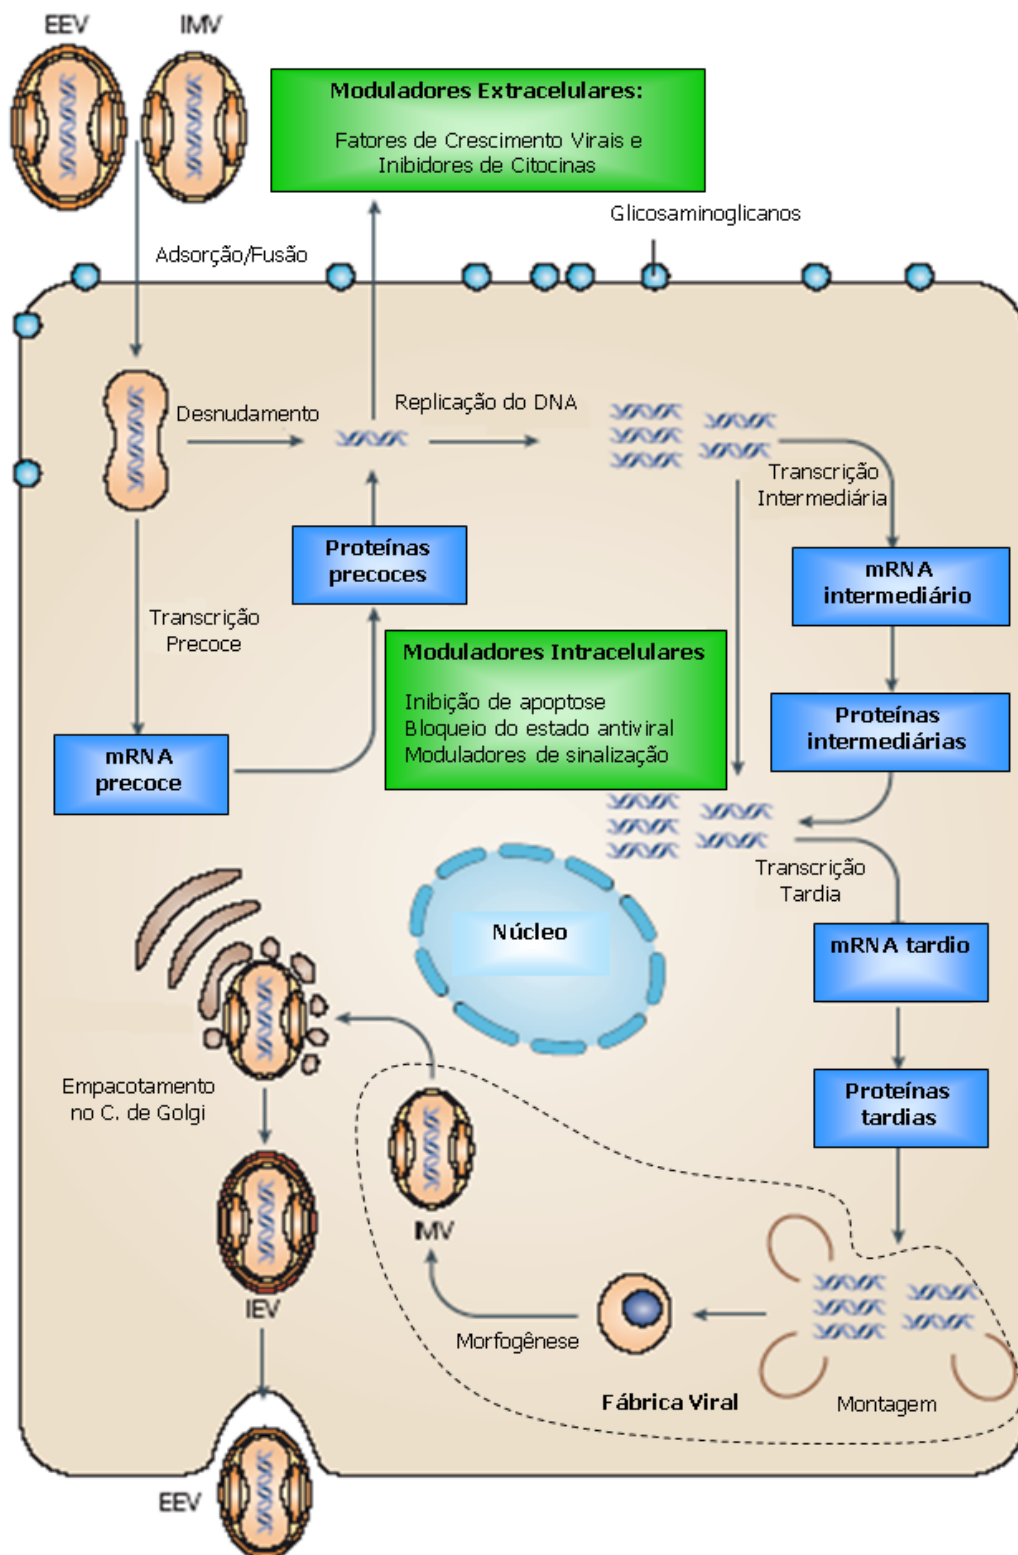 EEV
IMV
Moduladores Extracelulares:
Fatores de Crescimento Virais e
Inibidores de Citocinas
Glicosaminoglicanos
Adsorção/Fusão
Desnudamento
Replicação do DNA
Transcrição
Intermediária
Proteínas
precoces
mRNA
intermediário
Transcrição
Precoce
Moduladores Intracelulares
Inibição de apoptose
Bloqueio do estado antiviral
Moduladores de sinalização
Proteínas
intermediárias
mRNA
precoce
Transcrição
Tardia
Núcleo
mRNA tardio
Empacotamento
no C. de Golgi
Proteínas
tardias
IMV
IEV
Morfogênese
Fábrica Viral
Montagem
EEV